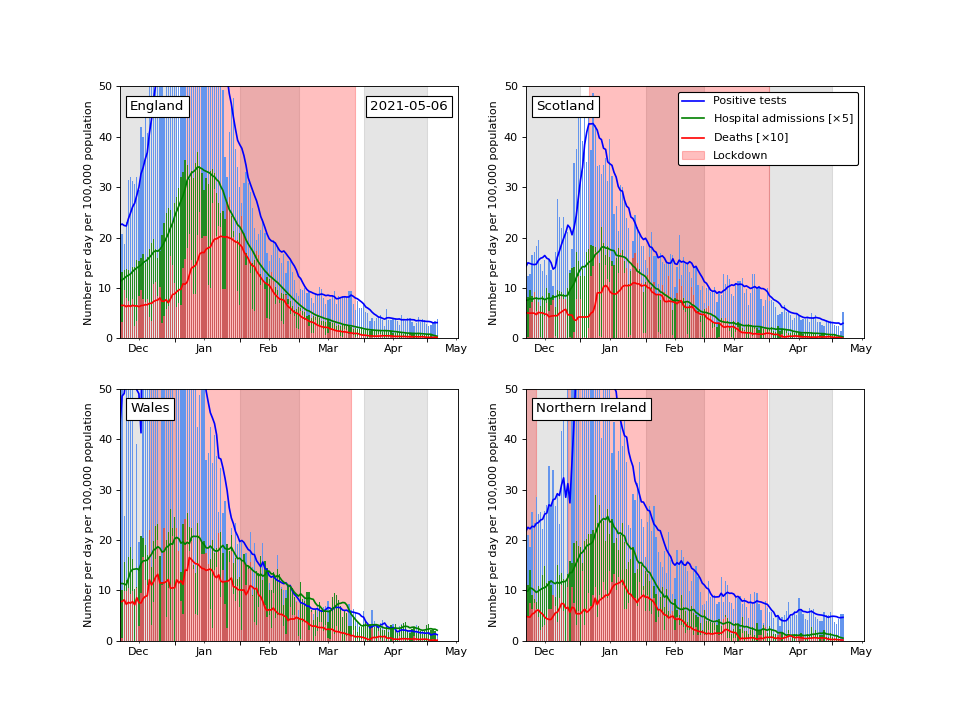 England
2021-05-06
Number per day per 100,000 population
50
40
30
20
10
0
Dec Jan Feb Mar Apr May
Scotland
Positive tests
Hospital admissions [×5]
Deaths [×10]
Lockdown
Number per day per 100,000 population
50
40
30
20
10
0
Dec Jan Feb Mar Apr May
Wales
Number per day per 100,000 population
50
40
30
20
10
0
Dec Jan Feb Mar Apr May
Northern Ireland
Number per day per 100,000 population
50
40
30
20
10
0
Dec Jan Feb Mar Apr May